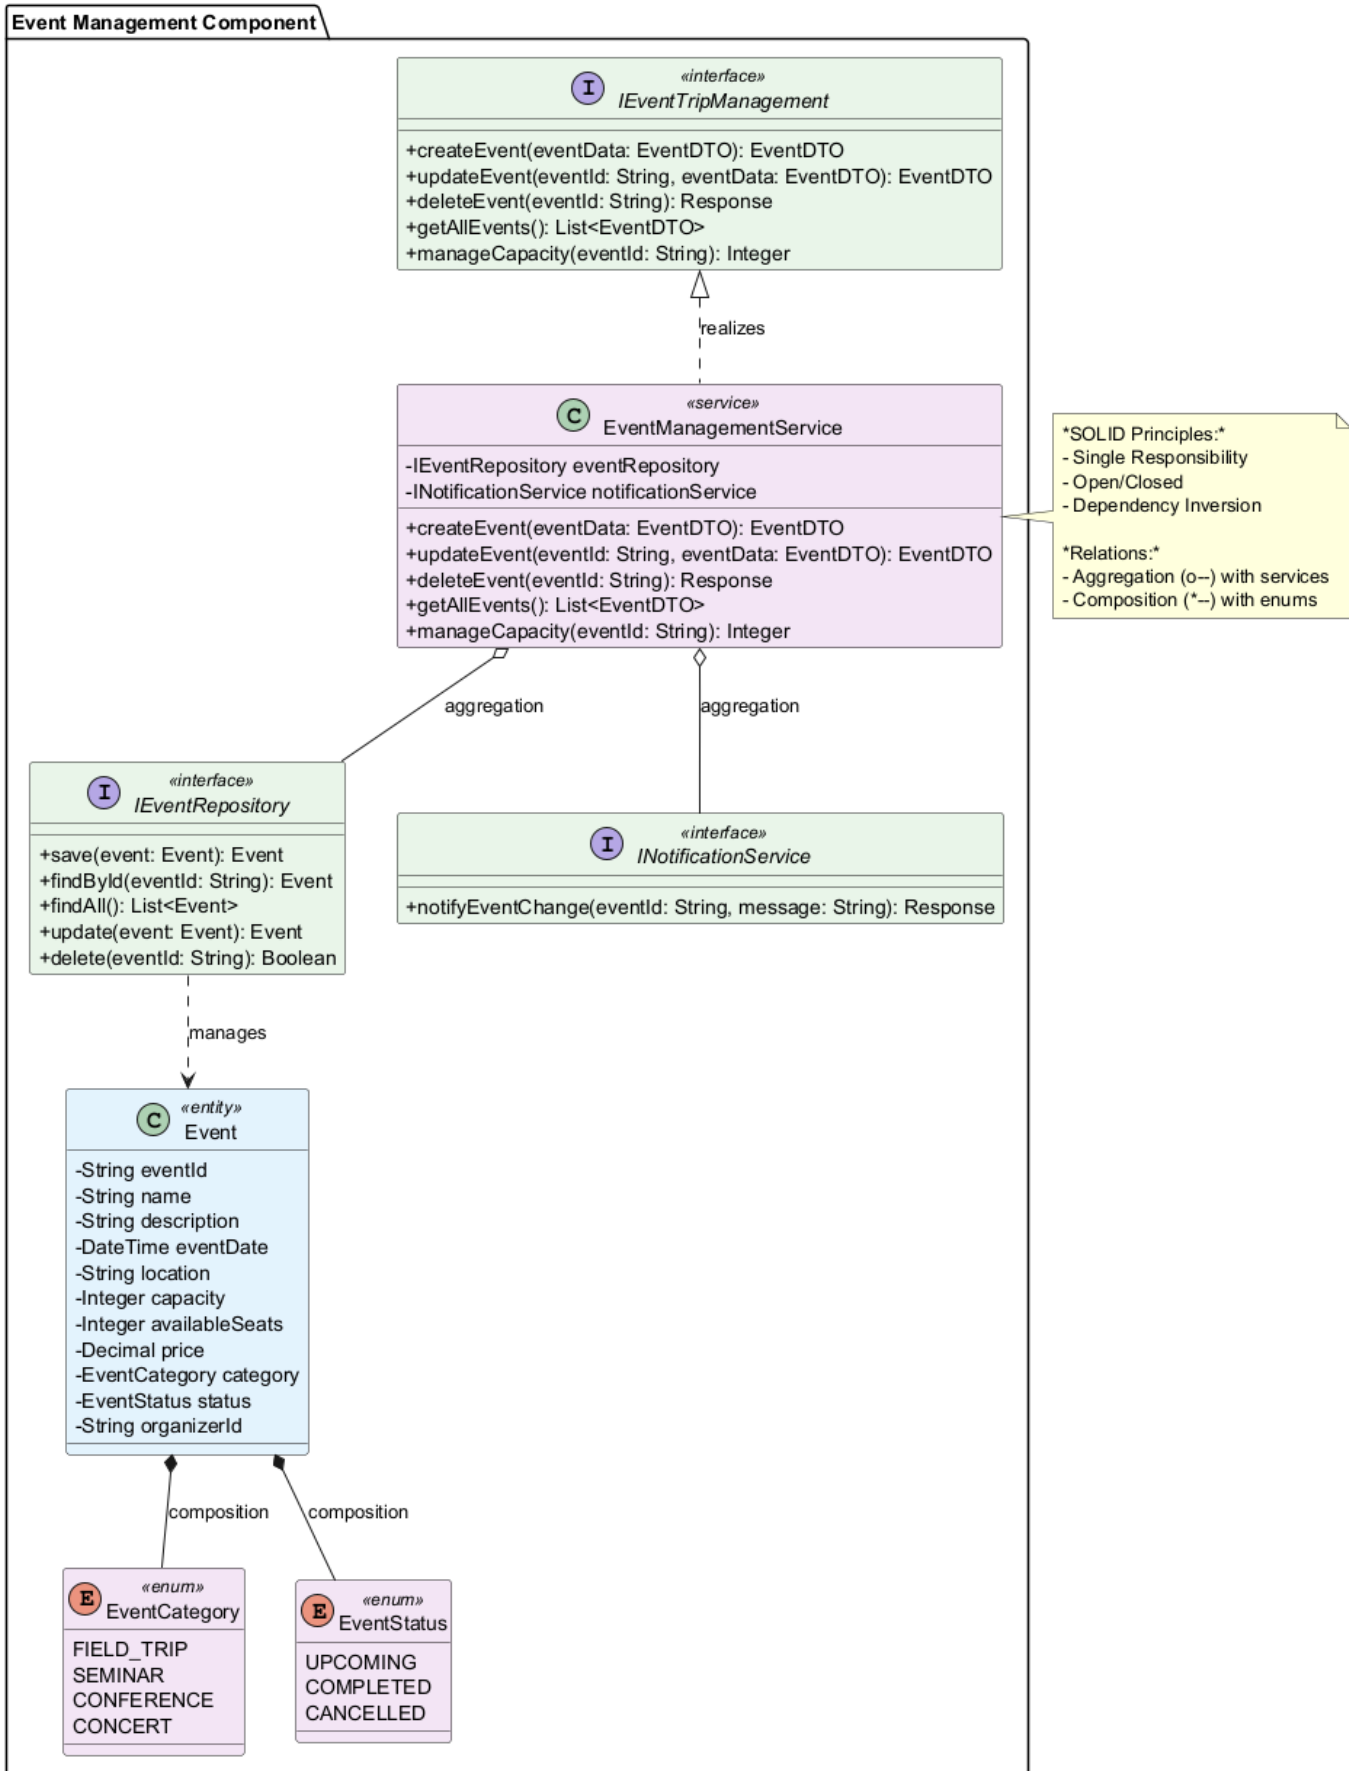 Event Management Component
«interface»
I
IEventTripManagement
+createEvent(eventData: EventDTO): EventDTO
+updateEvent(eventId: String, eventData: EventDTO): EventDTO
+deleteEvent(eventId: String): Response
+getAllEvents(): List<EventDTO>
+manageCapacity(eventId: String): Integer
realizes
«service»
C
EventManagementService
-IEventRepository eventRepository
-INotificationService notificationService
+createEvent(eventData: EventDTO): EventDTO
+updateEvent(eventId: String, eventData: EventDTO): EventDTO
+deleteEvent(eventId: String): Response
+getAllEvents(): List<EventDTO>
+manageCapacity(eventId: String): Integer
*SOLID Principles:*
- Single Responsibility
- Open/Closed
- Dependency Inversion
*Relations:*
- Aggregation (o--) with services
- Composition (*--) with enums
aggregation
aggregation
«interface»
I
IEventRepository
+save(event: Event): Event
+findById(eventId: String): Event
+findAll(): List<Event>
+update(event: Event): Event
+delete(eventId: String): Boolean
«interface»
I
INotificationService
+notifyEventChange(eventId: String, message: String): Response
manages
«entity»
C
Event
-String eventId
-String name
-String description
-DateTime eventDate
-String location
-Integer capacity
-Integer availableSeats
-Decimal price
-EventCategory category
-EventStatus status
-String organizerId
composition
composition
«enum»
E
EventCategory
FIELD_TRIP
SEMINAR
CONFERENCE
CONCERT
«enum»
E
EventStatus
UPCOMING
COMPLETED
CANCELLED